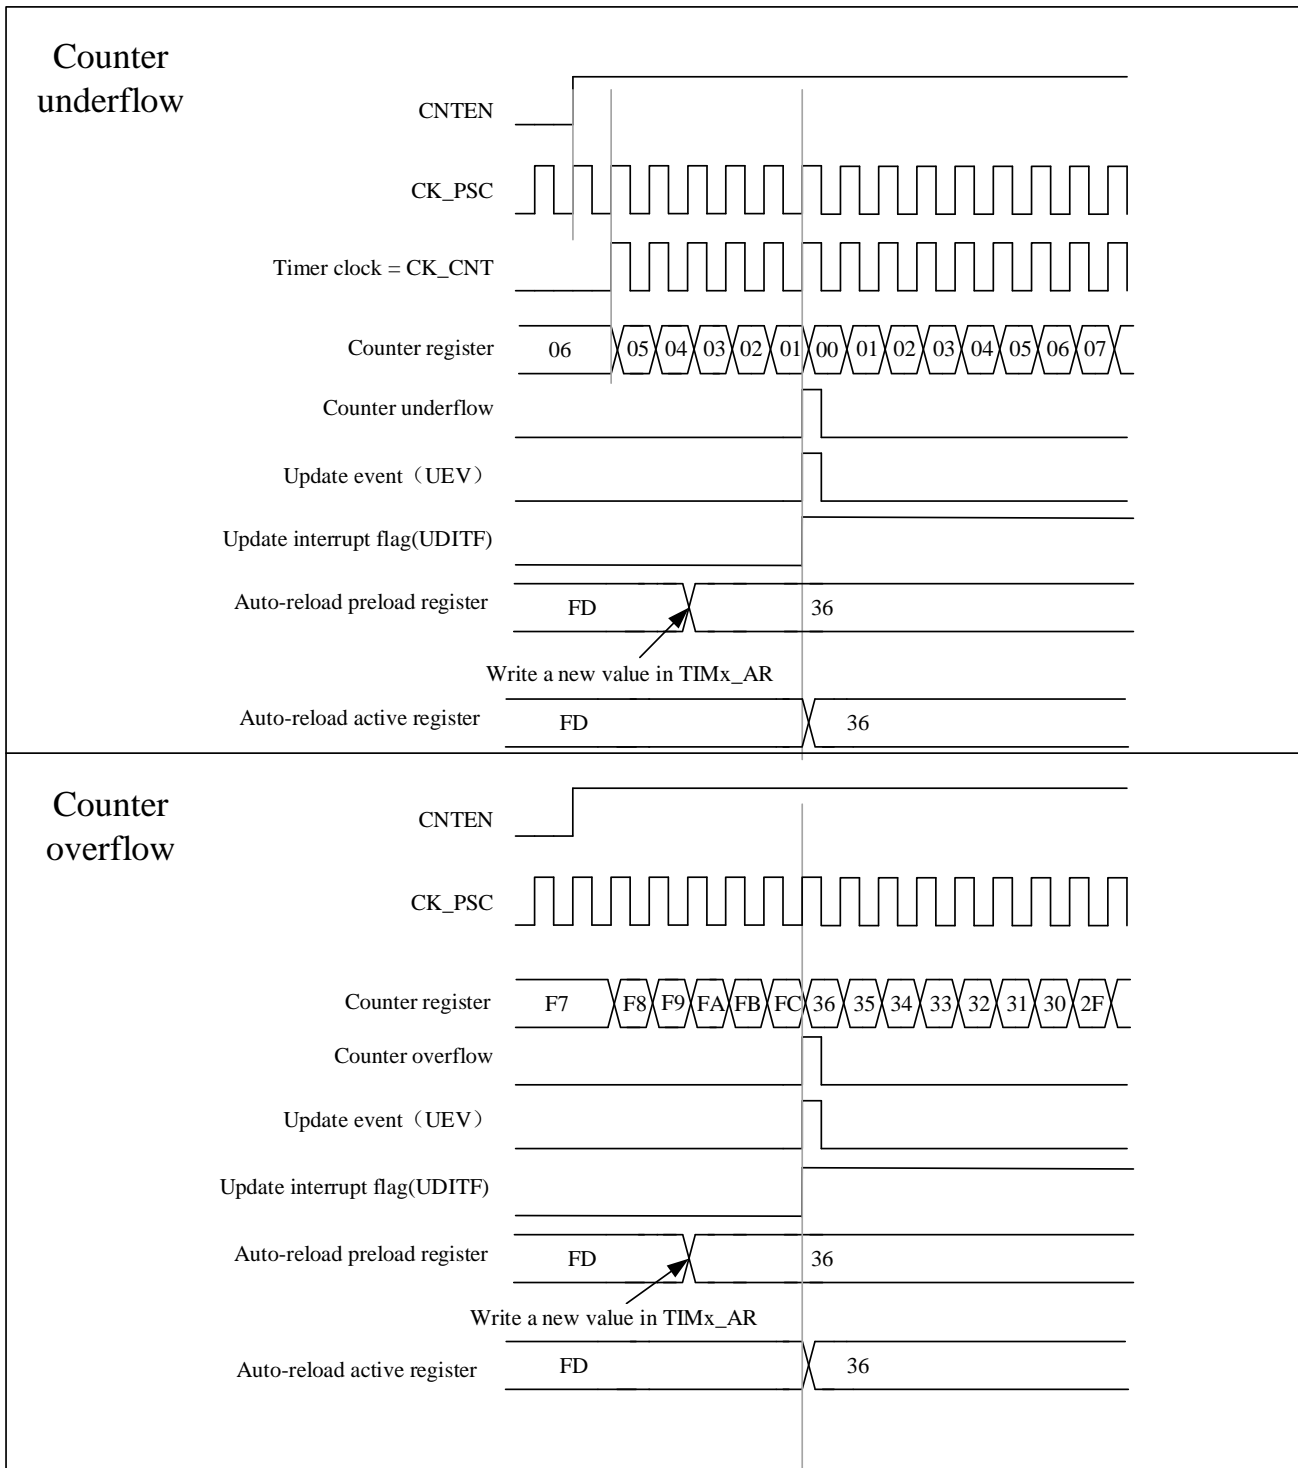 Counter
underflow
CNTEN
CK_PSC
Timer clock = CK_CNT
Counter register 06 05 04 03 02 01 00 01 02 03 04 05 06 07
Counter underflow
Update event（UEV）
Update interrupt flag(UDITF)
Auto-reload preload register FD 36
Write a new value in TIMx_AR
Auto-reload active register FD 36
Counter
overflow
CNTEN
CK_PSC
Counter register F7 F8 F9 FA FB FC 36 35 34 33 32 31 30 2F
Counter overflow
Update event（UEV）
Update interrupt flag(UDITF)
Auto-reload preload register FD 36
Write a new value in TIMx_AR
Auto-reload active register FD 36